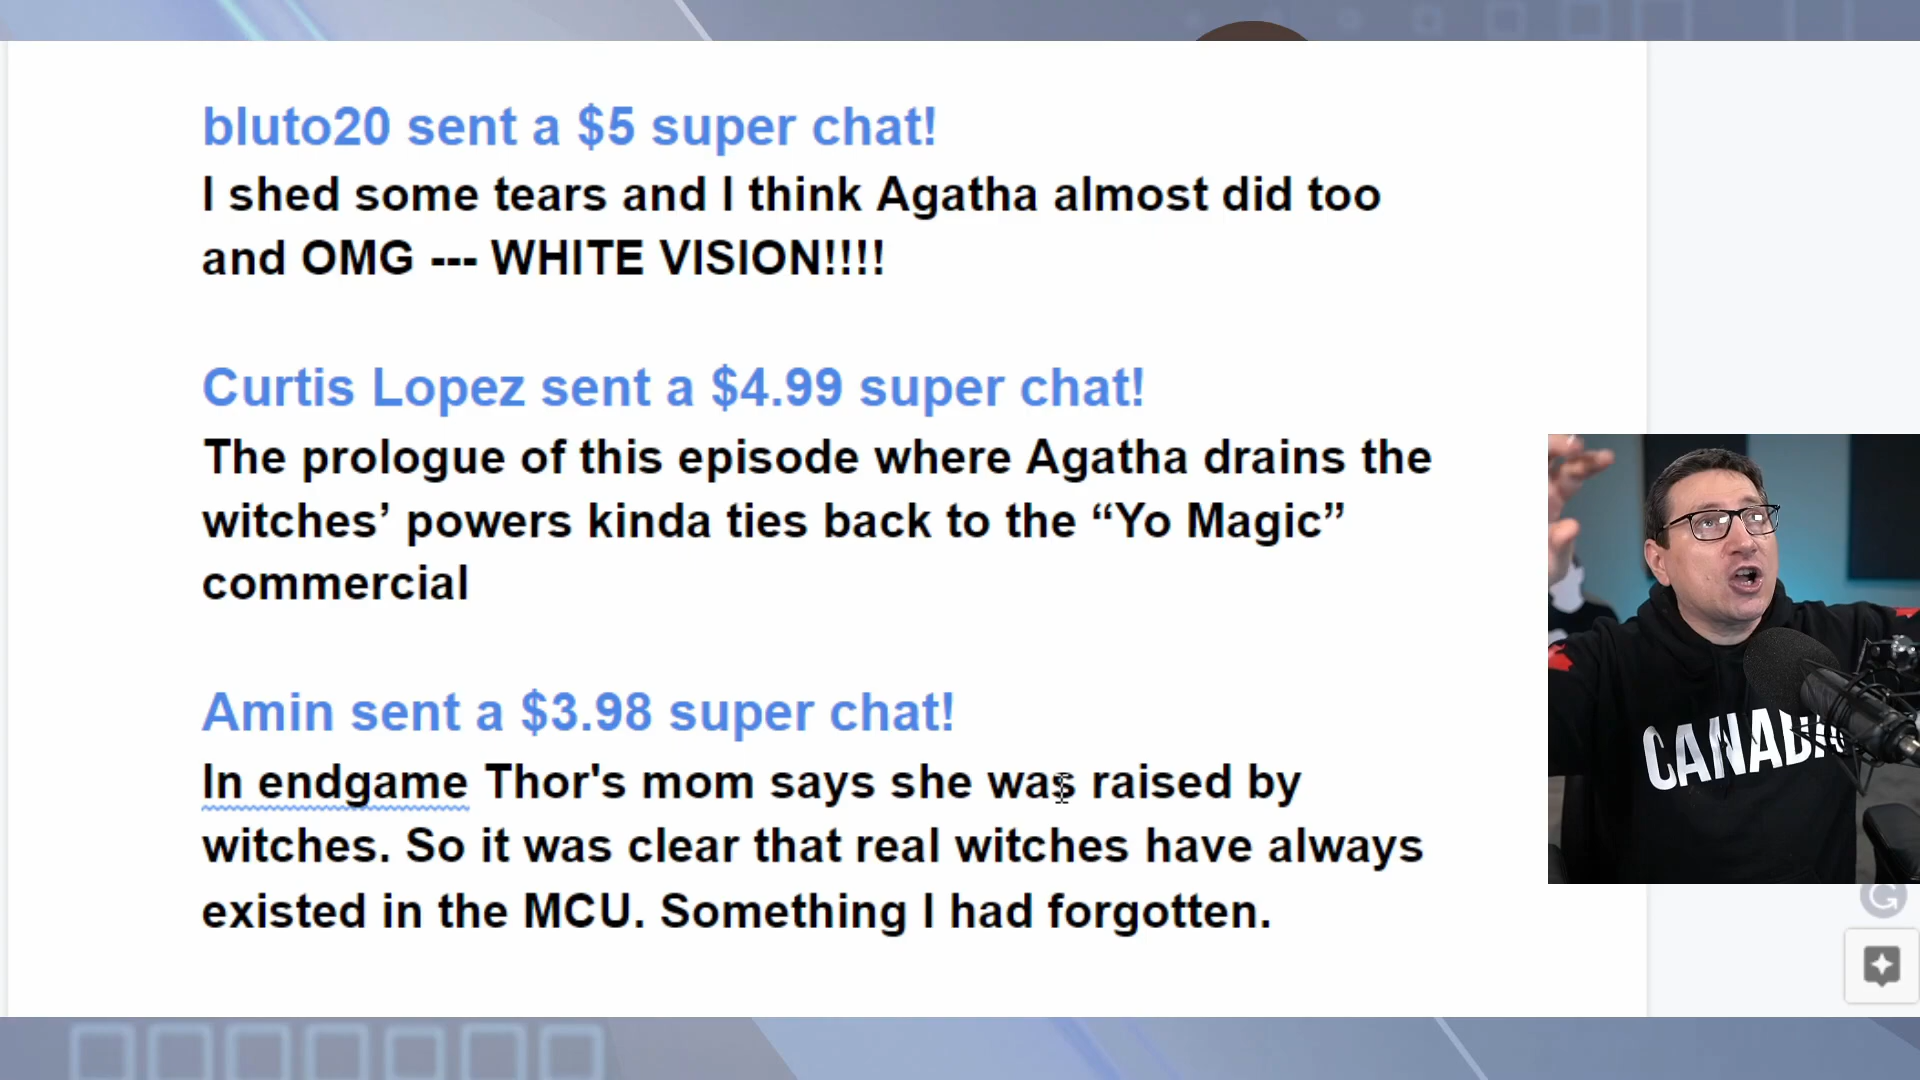 bluto20 sent a $5 super chat!
I shed some tears and I think Agatha almost did too
and OMG --- WHITE VISION!!!!
Curtis Lopez sent a $4.99 super chat!
The prologue of this episode where Agatha drains the
witches’ powers kinda ties back to the “Yo Magic”
commercial
Amin sent a $3.98 super chat!
In endgame Thor's mom says she was raised by
witches. So it was clear that real witches have always
existed in the MCU. Something I had forgotten.
CANADA